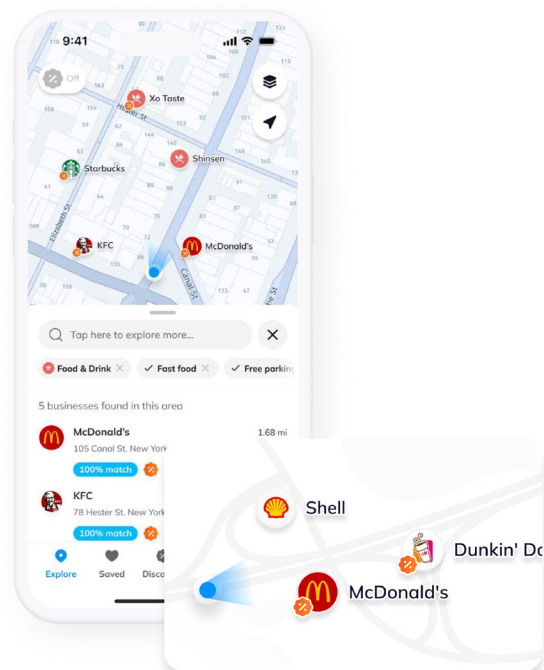 9:41
Off
Xo Taste
Hester St
Shinsen
Starbucks
Elizabeth St
KFC
McDonald's
Canal St
Tap here to explore more...
Food & Drink
Fast food
Free parking
5 businesses found in this area
McDonald's
1.68 mi
105 Canal St, New York
100% match
KFC
78 Hester St, New York
100% match
Explore
Saved
Disco
Shell
Dunkin' Do
McDonald's